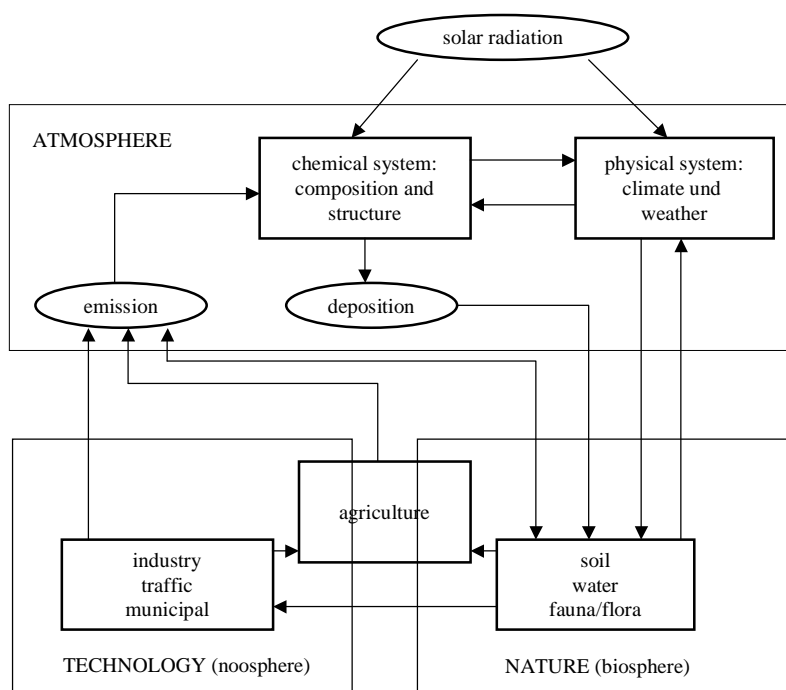 solar radiation
ATMOSPHERE
chemical system:
composition and
structure
physical system:
climate und
weather
emission
deposition
agriculture
industry
traffic
municipal
soil
water
fauna/flora
TECHNOLOGY (noosphere)
NATURE (biosphere)